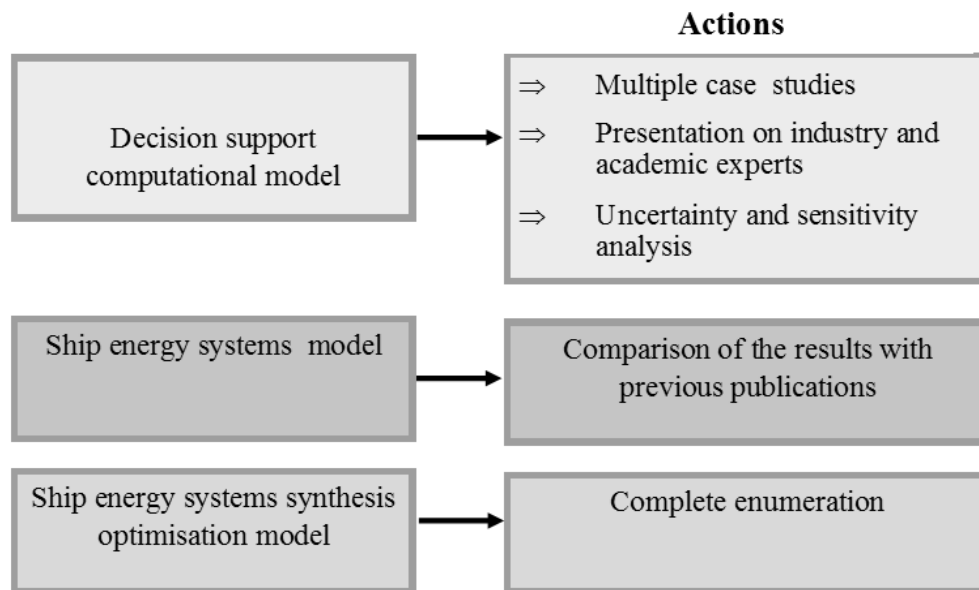 Actions
Decision support
computational model
⇒ Multiple case studies
⇒ Presentation on industry and
academic experts
⇒ Uncertainty and sensitivity
analysis
Ship energy systems model
Comparison of the results with
previous publications
Ship energy systems synthesis
optimisation model
Complete enumeration